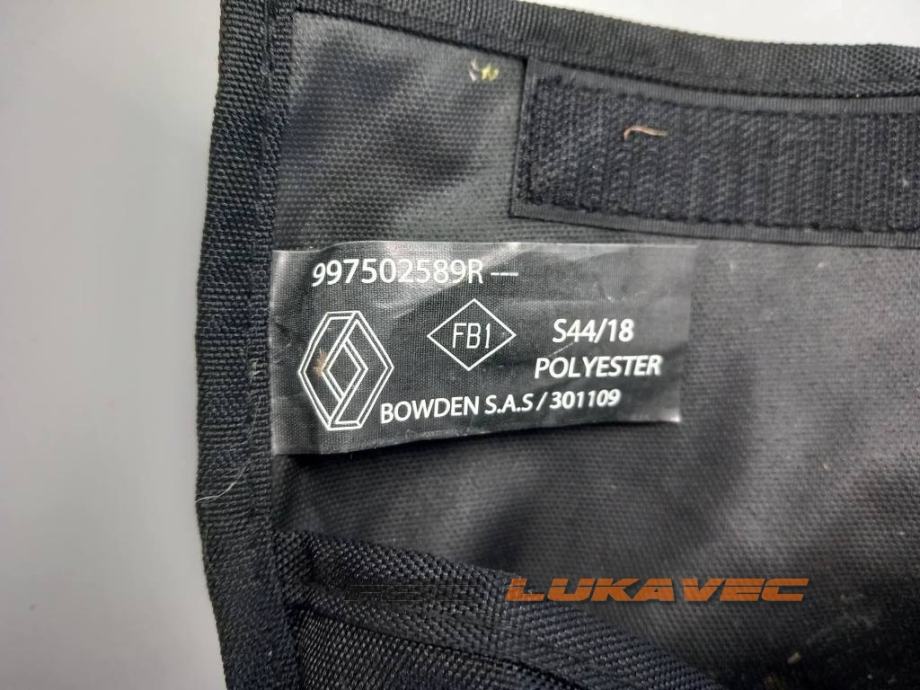 997502589R ---
FB1
S44/18
POLYESTER
BOWDEN S.A.S / 301109
LUKAVEC